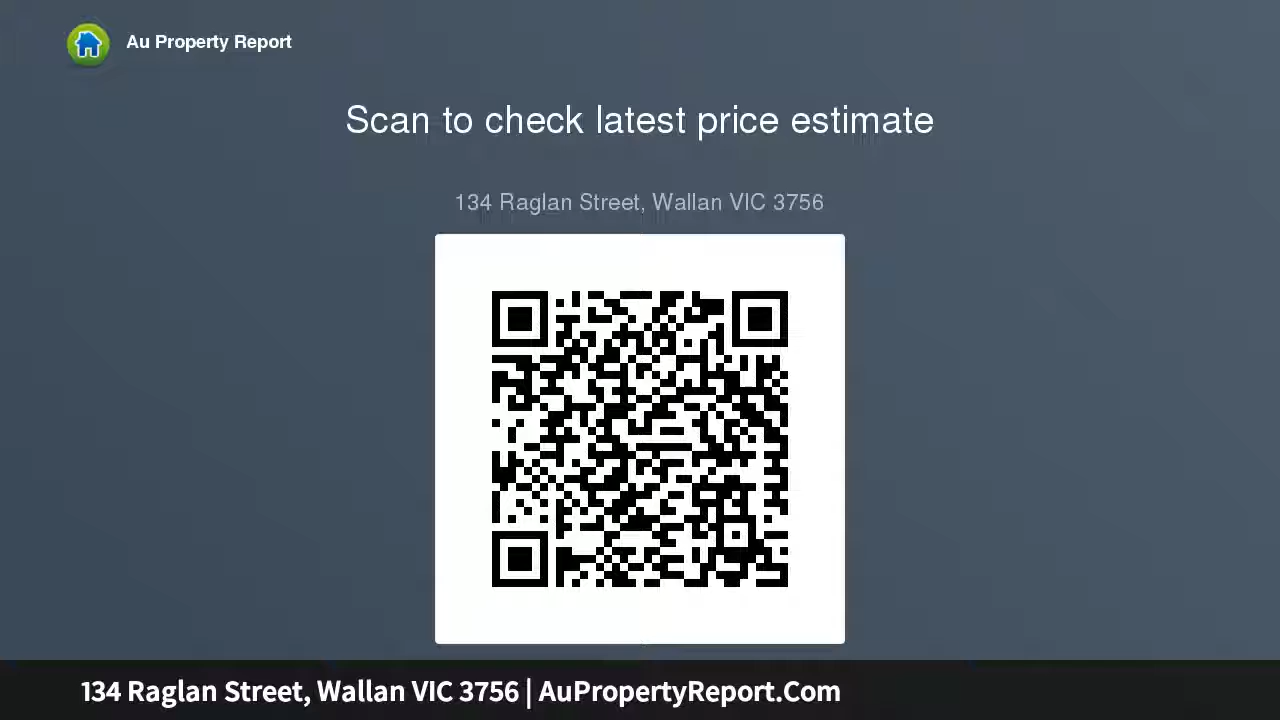 Au Property Report
Scan to check latest price estimate
134 Raglan Street, Wallan VIC 3756
134 Raglan Street, Wallan VIC 3756 | AuPropertyReport.Com